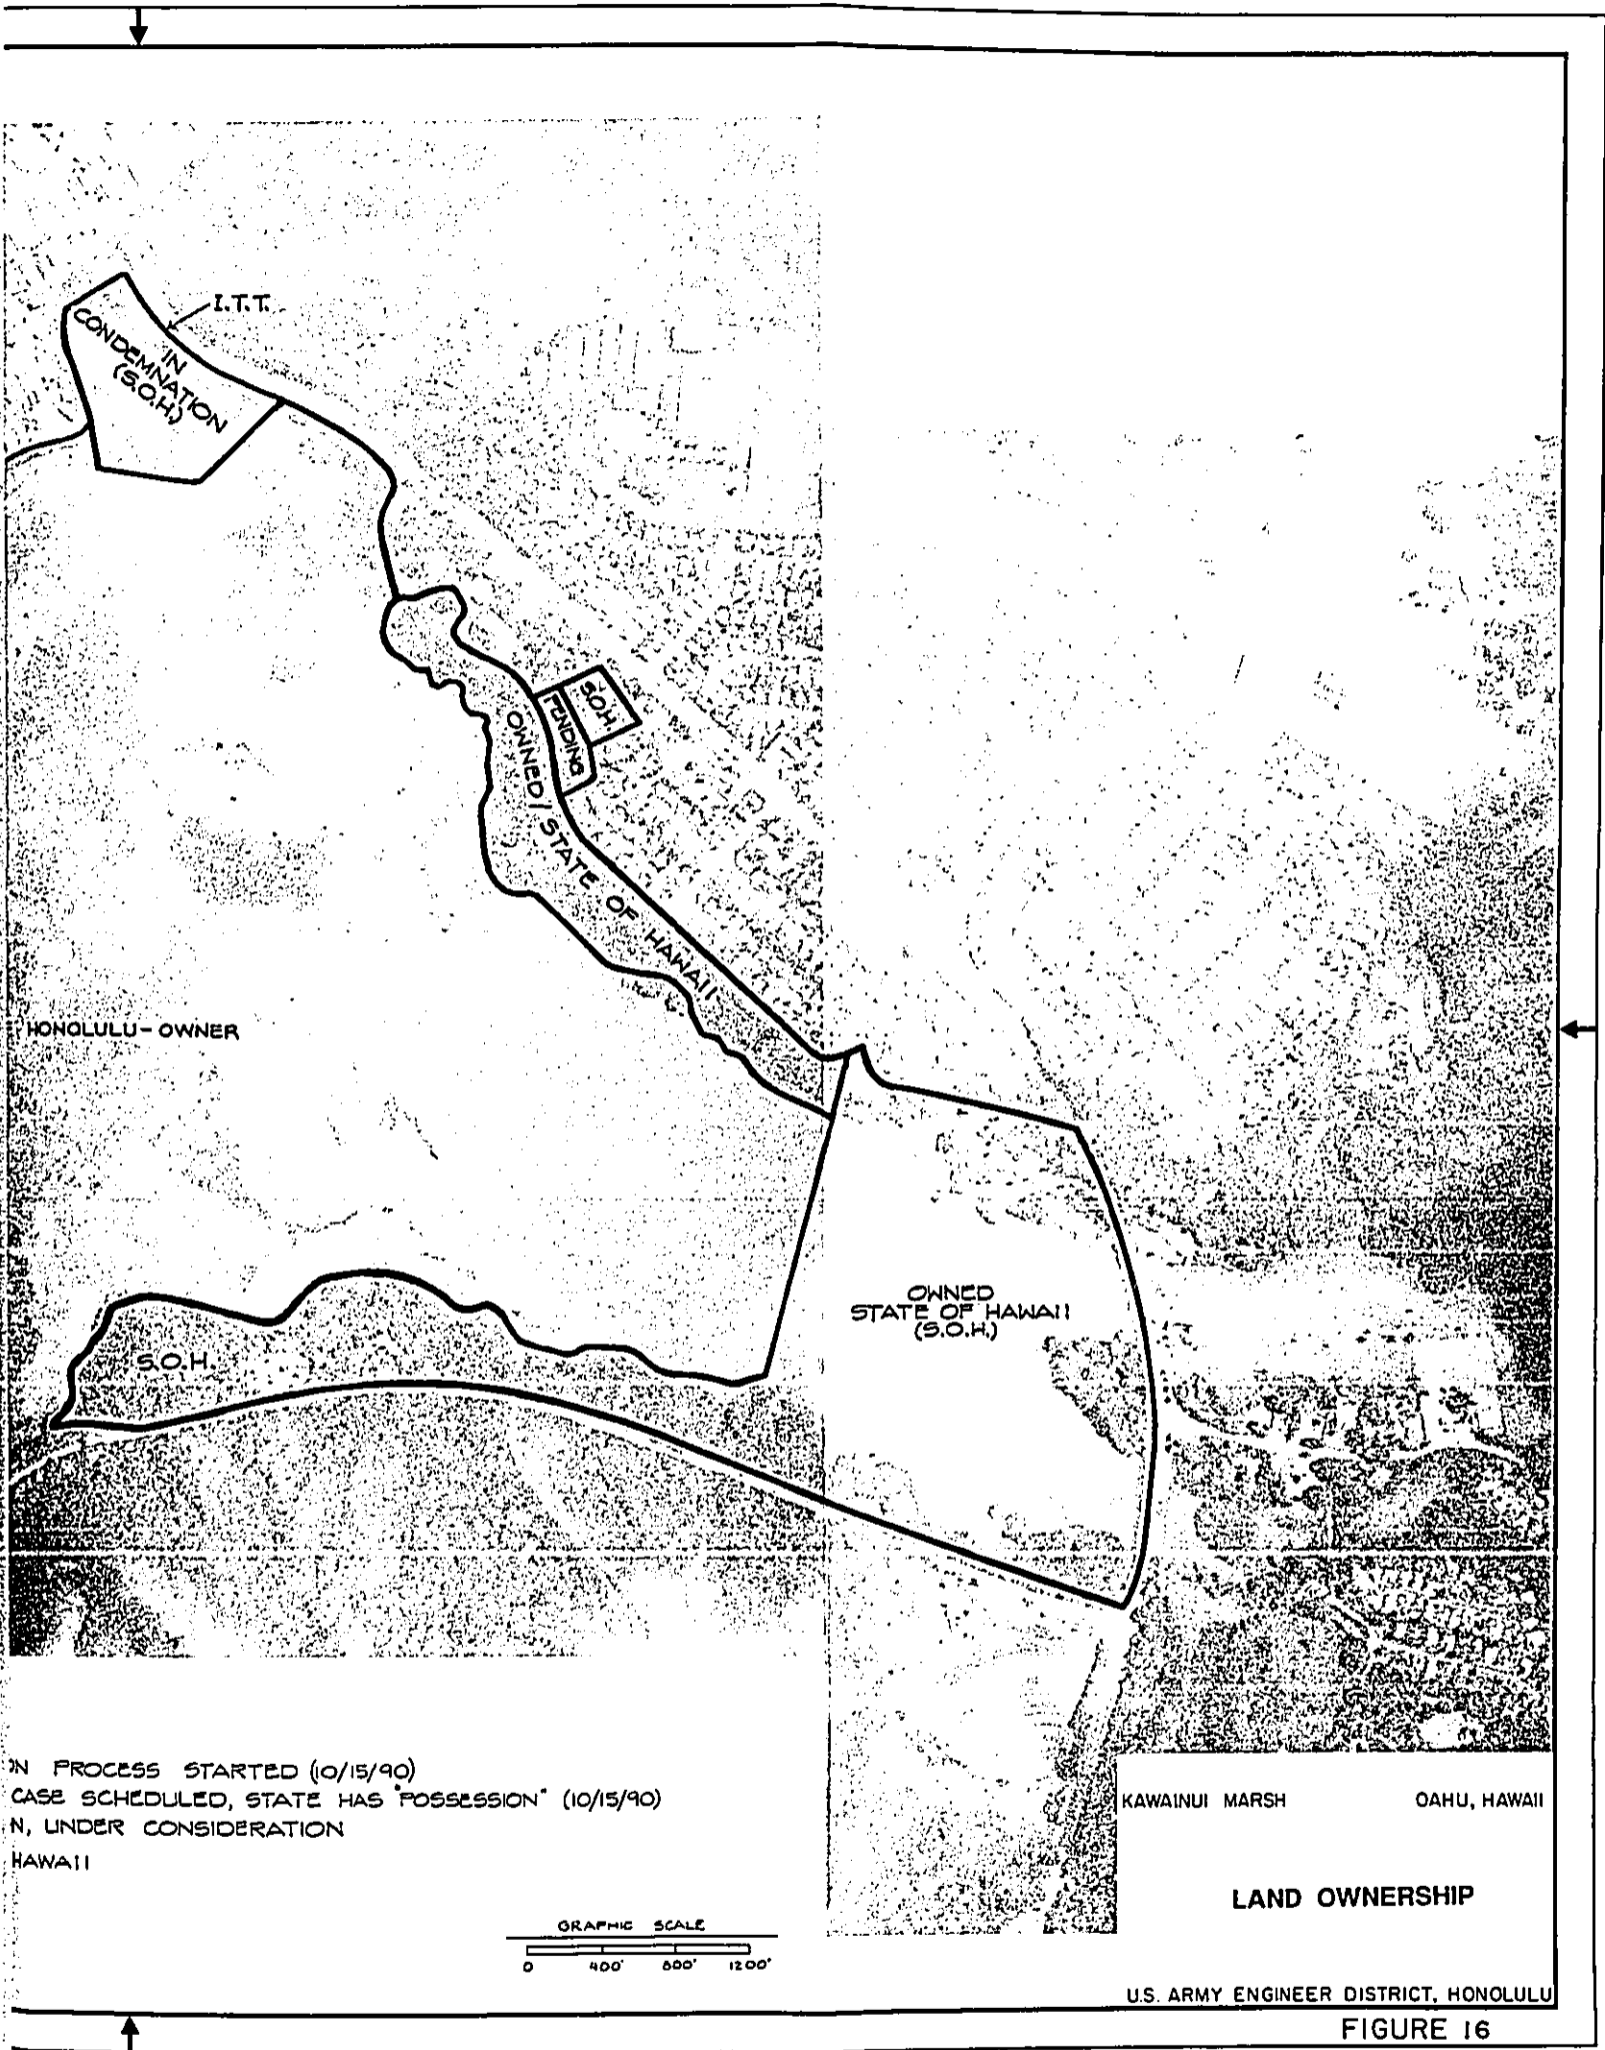 I.T.T.
IN
CONDEMNATION
(S.O.H.)
S.O.H.
PENDING
OWNED / STATE OF HAWAII
HONOLULU - OWNER
OWNED
STATE OF HAWAII
(S.O.H.)
S.O.H.
PROCESS STARTED (10/15/90)
CASE SCHEDULED, STATE HAS "POSSESSION" (10/15/90)
N, UNDER CONSIDERATION
HAWAII
KAWAINUI MARSH OAHU, HAWAII
LAND OWNERSHIP
GRAPHIC SCALE
0 400' 800' 1200'
U.S. ARMY ENGINEER DISTRICT, HONOLULU
FIGURE 16